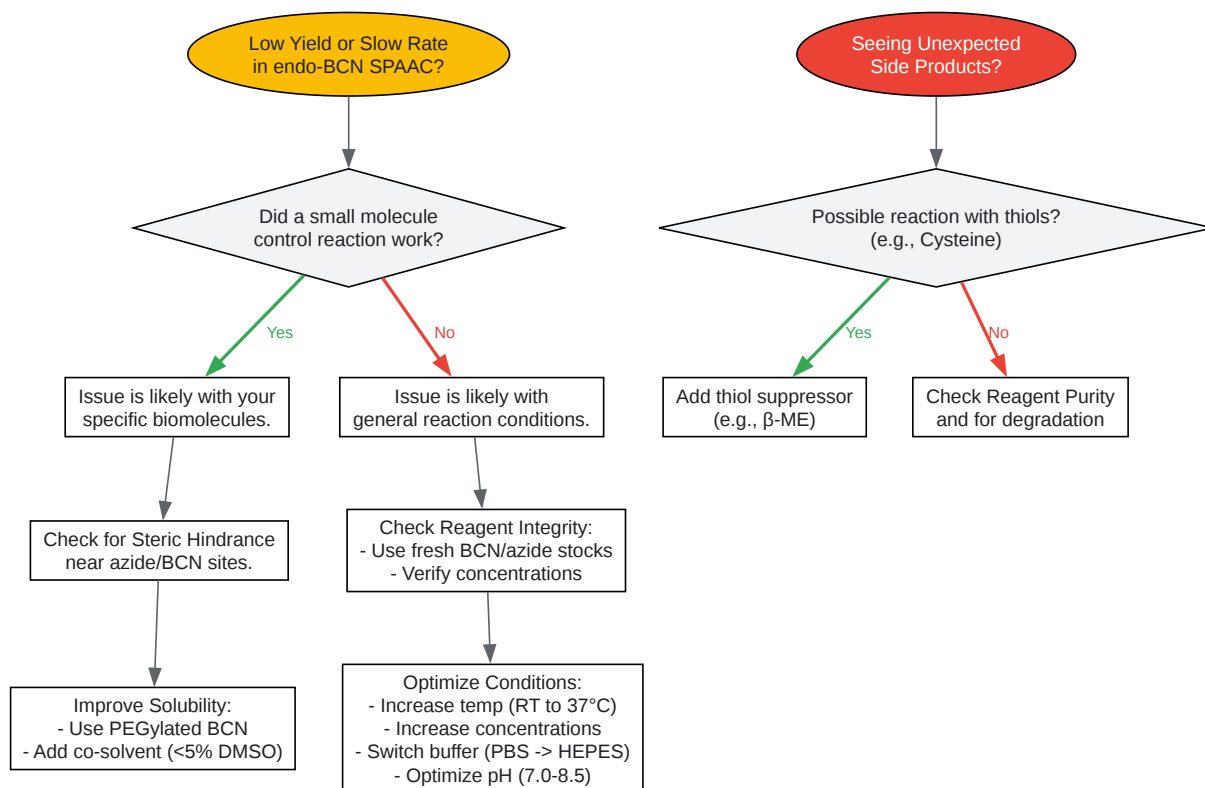 Low Yield or Slow Rate
in endo-BCN SPAAC?
Did a small molecule
control reaction work?
Yes
No
Issue is likely with your
specific biomolecules.
Issue is likely with
general reaction conditions.
Check for Steric Hindrance
near azide/BCN sites.
Check Reagent Integrity:
- Use fresh BCN/azide stocks
- Verify concentrations
Improve Solubility:
- Use PEGylated BCN
- Add co-solvent (<5% DMSO)
Optimize Conditions:
- Increase temp (RT to 37°C)
- Increase concentrations
- Switch buffer (PBS -> HEPES)
- Optimize pH (7.0-8.5)
Seeing Unexpected
Side Products?
Possible reaction with thiols?
(e.g., Cysteine)
Yes
No
Add thiol suppressor
(e.g., β-ME)
Check Reagent Purity
and for degradation